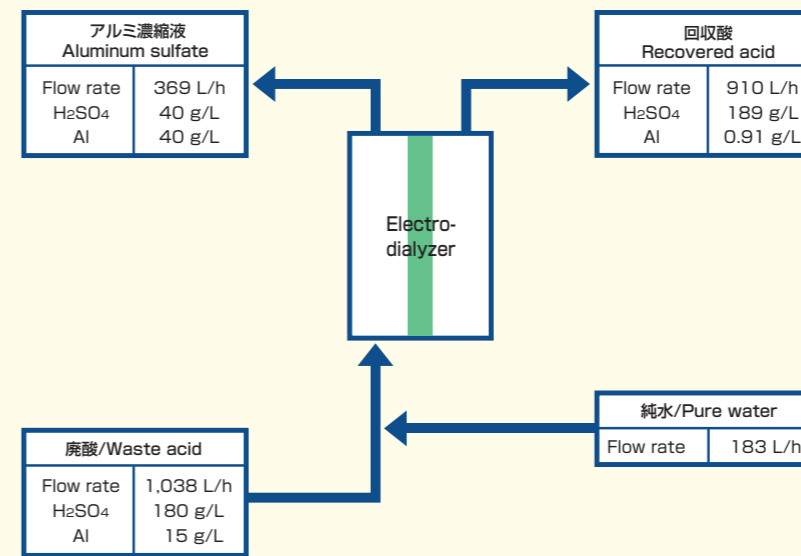 アルミ濃縮液
Aluminum sulfate
Flow rate 369 L/h
H₂SO₄ 40 g/L
Al 40 g/L
回収酸
Recovered acid
Flow rate 910 L/h
H₂SO₄ 189 g/L
Al 0.91 g/L
Electro-
dialyzer
純水/Pure water
Flow rate 183 L/h
廃酸/Waste acid
Flow rate 1,038 L/h
H₂SO₄ 180 g/L
Al 15 g/L